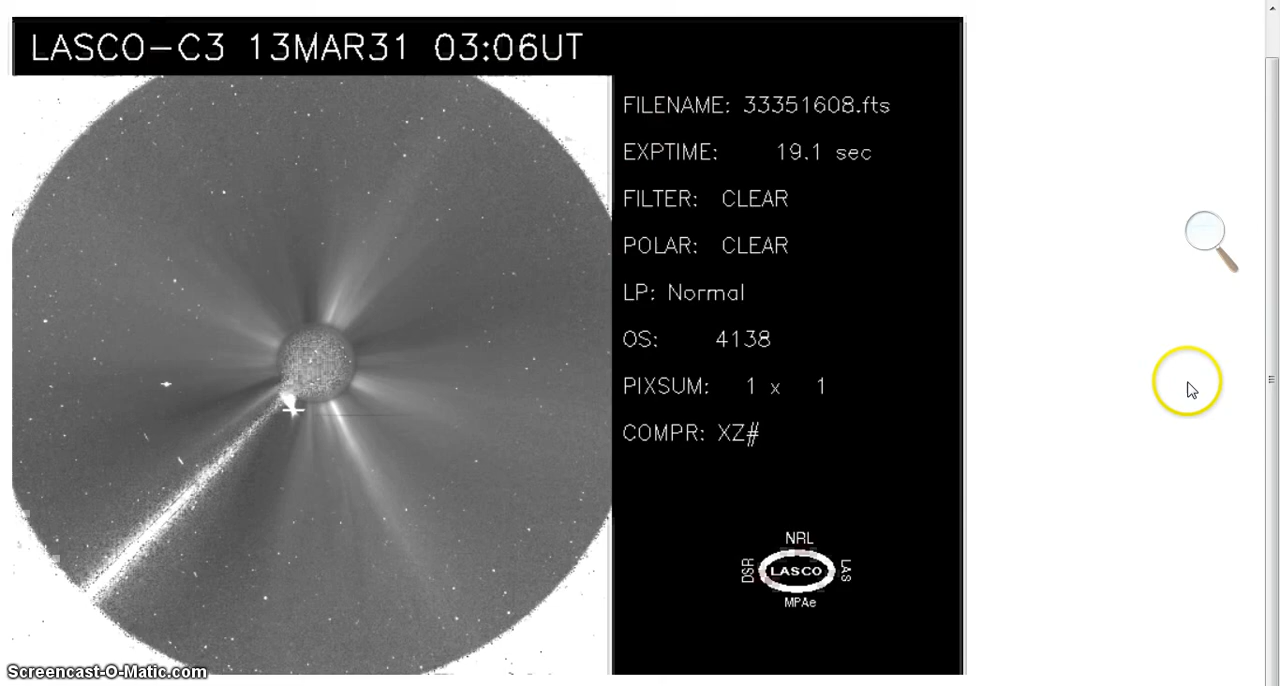 LASCO-C3 13MAR31 03:06UT
FILENAME: 33351608.fts
EXPTIME: 19.1 sec
FILTER: CLEAR
POLAR: CLEAR
LP: Normal
OS: 4138
PIXSUM: 1 x 1
COMPR: XZ#
NRL
DSR LASCO LAS
MPAe
Screencast-O-Matic.com